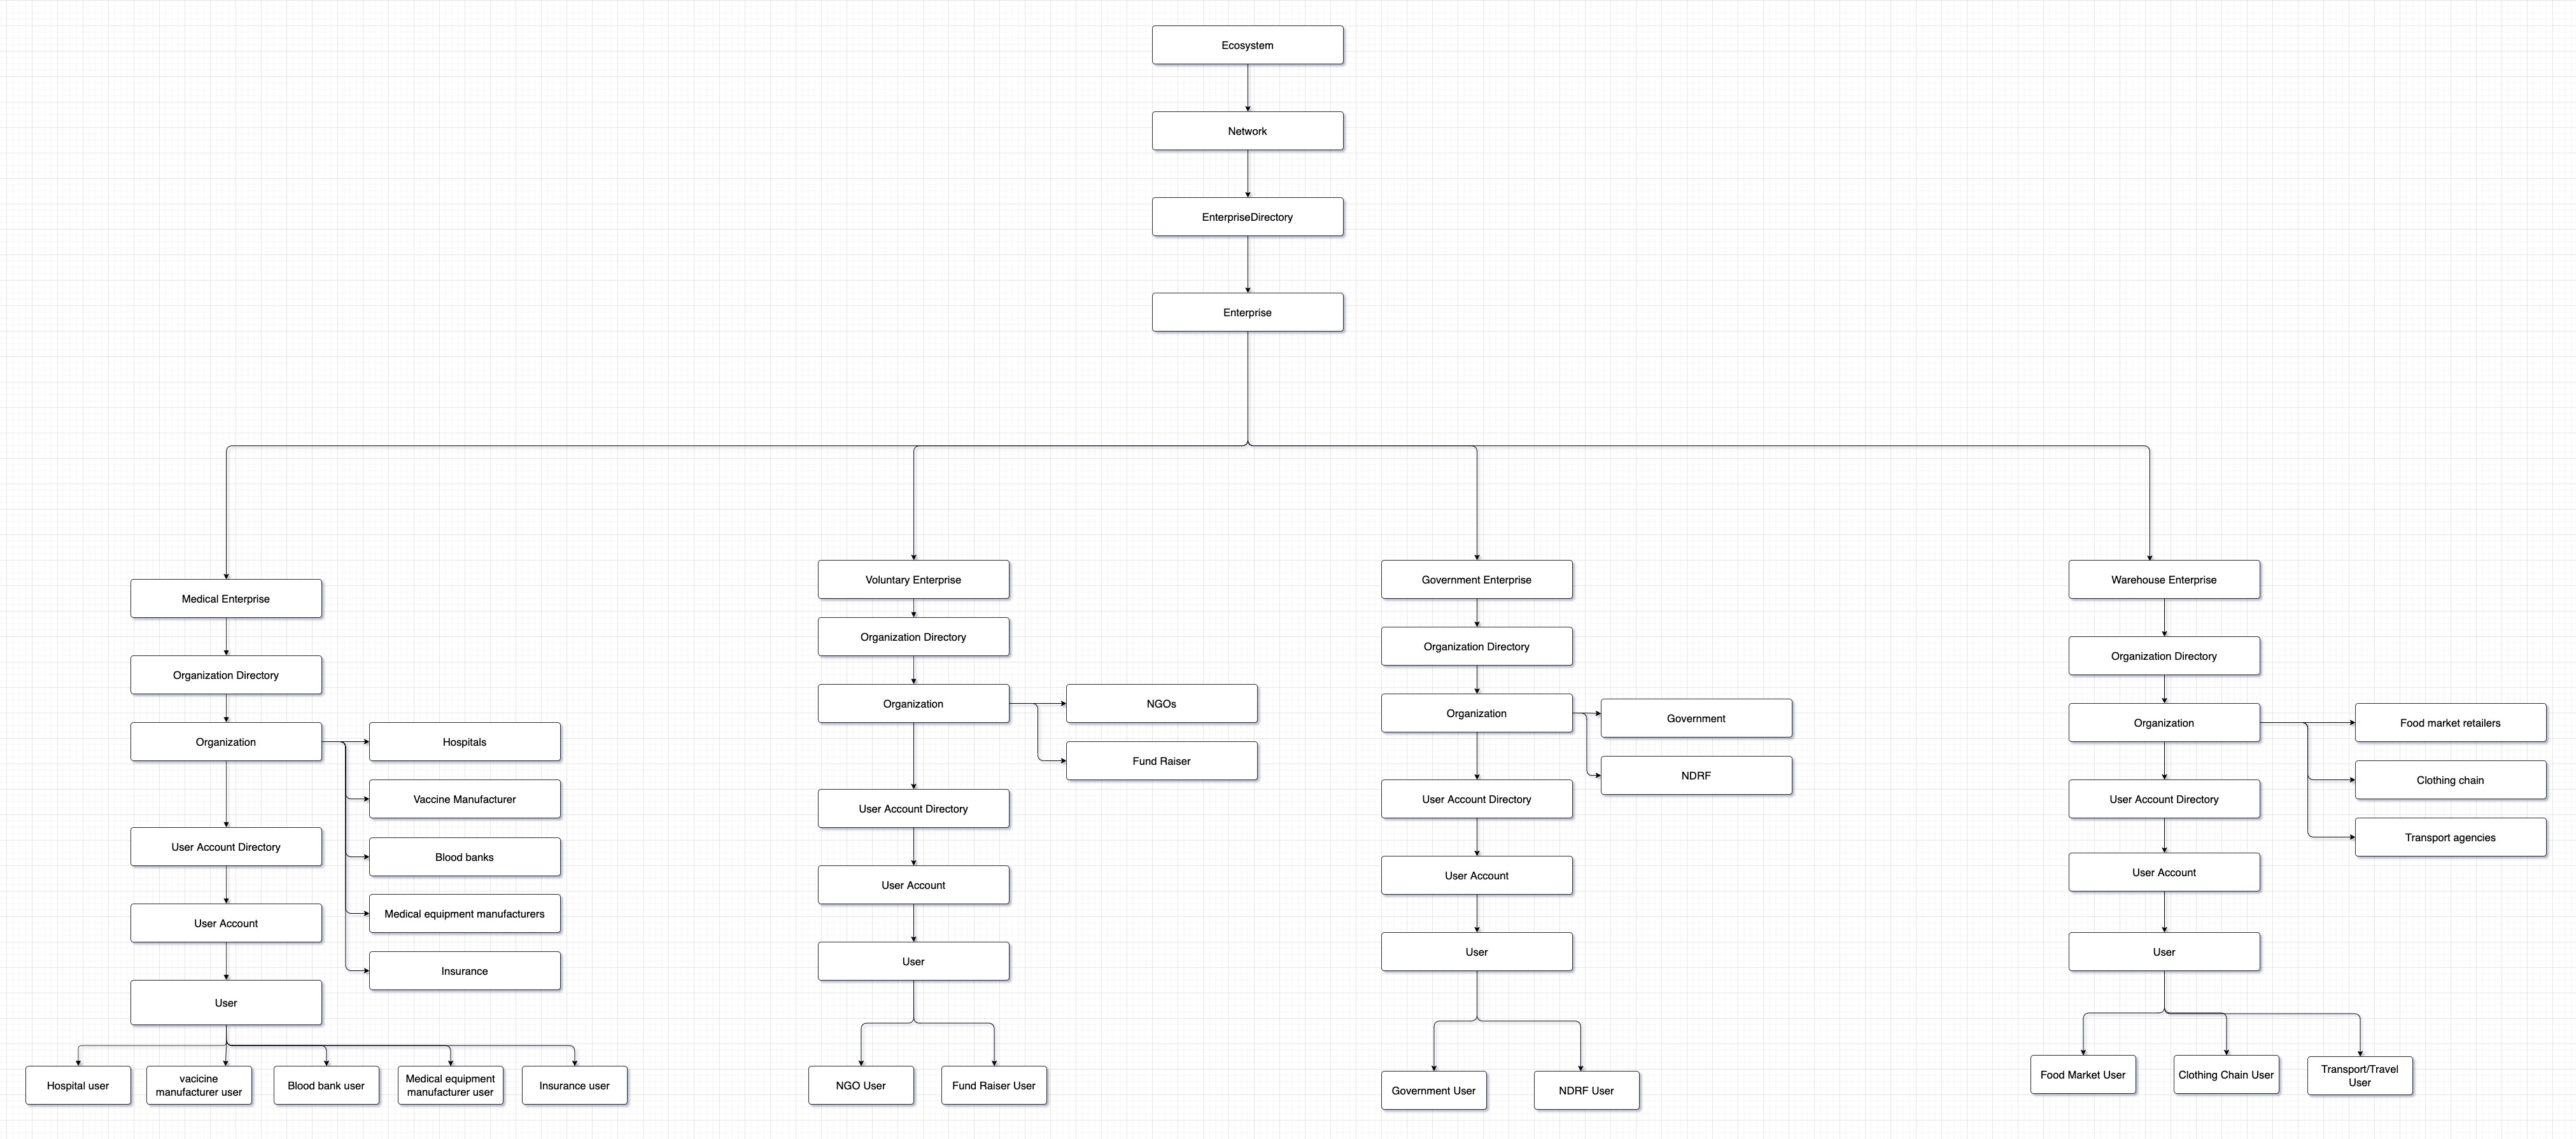 Ecosystem
Network
EnterpriseDirectory
Enterprise
Medical Enterprise
Organization Directory
Organization
Hospitals
Vaccine Manufacturer
Blood banks
Medical equipment manufacturers
Insurance
User Account Directory
User Account
User
Hospital user
vacicine
manufacturer user
Blood bank user
Medical equipment
manufacturer user
Insurance user
Voluntary Enterprise
Organization Directory
Organization
NGOs
Fund Raiser
User Account Directory
User Account
User
NGO User
Fund Raiser User
Government Enterprise
Organization Directory
Organization
Government
NDRF
User Account Directory
User Account
User
Government User
NDRF User
Warehouse Enterprise
Organization Directory
Organization
Food market retailers
Clothing chain
Transport agencies
User Account Directory
User Account
User
Food Market User
Clothing Chain User
Transport/Travel
User